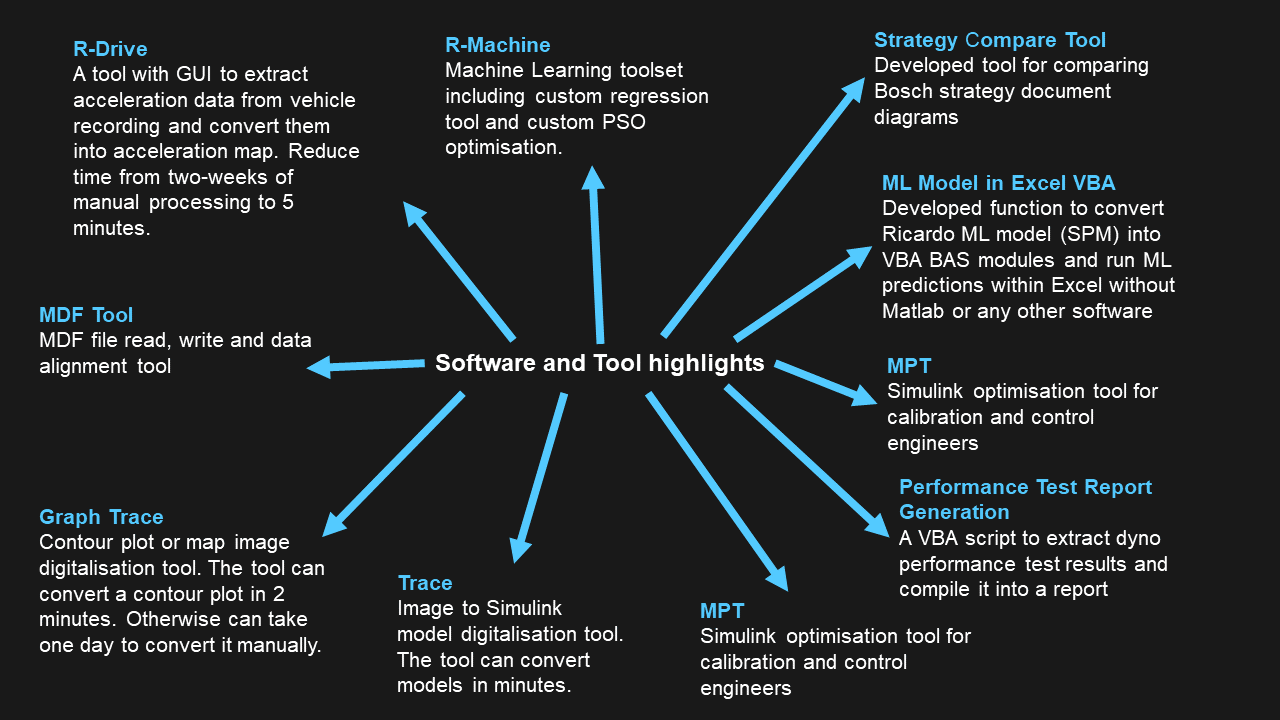 R-Drive
A tool with GUI to extract
acceleration data from vehicle
recording and convert them
into acceleration map. Reduce
time from two-weeks of
manual processing to 5
minutes.
R-Machine
Machine Learning toolset
including custom regression
tool and custom PSO
optimisation.
Strategy Compare Tool
Developed tool for comparing
Bosch strategy document
diagrams
ML Model in Excel VBA
Developed function to convert
Ricardo ML model (SPM) into
VBA BAS modules and run ML
predictions within Excel without
Matlab or any other software
MDF Tool
MDF file read, write and data
alignment tool
Software and Tool highlights
MPT
Simulink optimisation tool for
calibration and control
engineers
Performance Test Report
Generation
A VBA script to extract dyno
performance test results and
compile it into a report
Graph Trace
Contour plot or map image
digitalisation tool. The tool can
convert a contour plot in 2
minutes. Otherwise can take
one day to convert it manually.
Trace
Image to Simulink
model digitalisation tool.
The tool can convert
models in minutes.
MPT
Simulink optimisation tool for
calibration and control
engineers